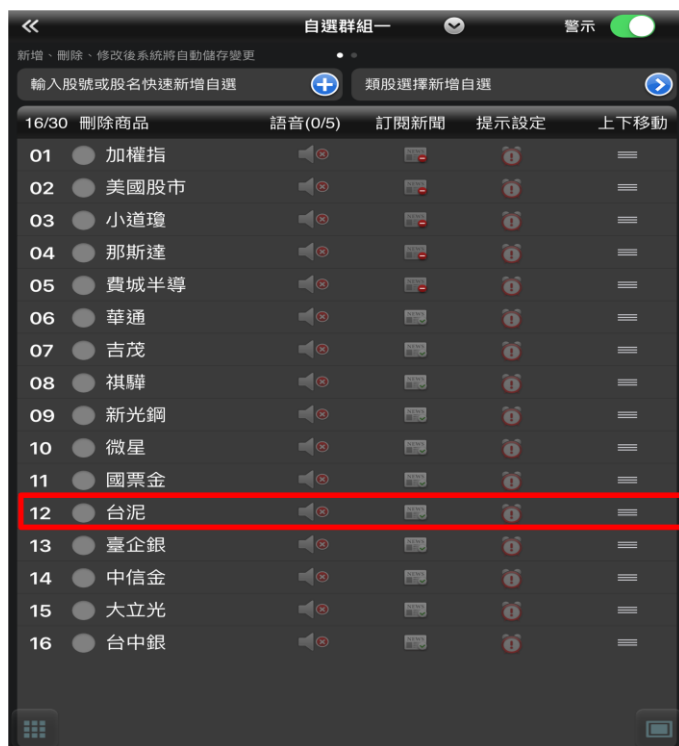 自選群組一 警示
新增、刪除、修改後系統將自動儲存變更
輸入股號或股名快速新增自選 類股選擇新增自選
16/30 刪除商品 語音(0/5) 訂閱新聞 提示設定 上下移動
01 加權指
02 美國股市
03 小道瓊
04 那斯達
05 費城半導
06 華通
07 吉茂
08 祺驊
09 新光鋼
10 微星
11 國票金
12 台泥
13 臺企銀
14 中信金
15 大立光
16 台中銀